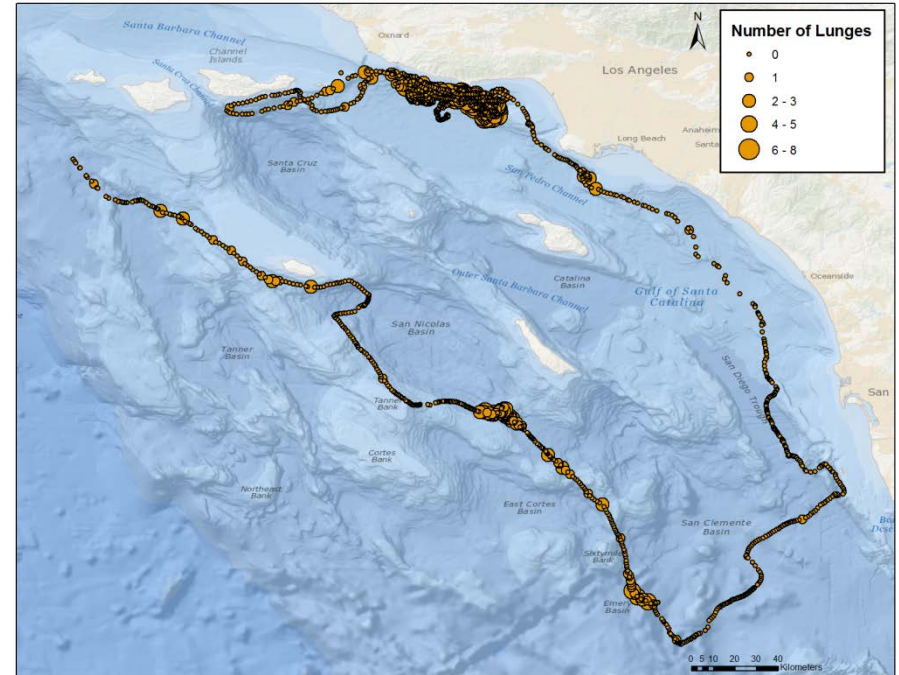 Santa Barbara Channel
Channel
Islands
Santa Cruz Channel
Oxnard
N
Number of Lunges
0
1
2 - 3
4 - 5
6 - 8
Los Angeles
Long Beach
Anaheim
Santa
Santa Cruz
Basin
San Pedro Channel
Outer Santa Barbara Channel
Catalina
Basin
Gulf of Santa
Catalina
Oceanside
San Nicolas
Basin
Tanner
Basin
San Diego Trough
San
Tanner
Bank
Cortes
Bank
Northeast
Bank
East Cortes
Basin
San Clemente
Basin
Sixtymile
Bank
Emery
Basin
0 5 10 20 30 40
Kilometers